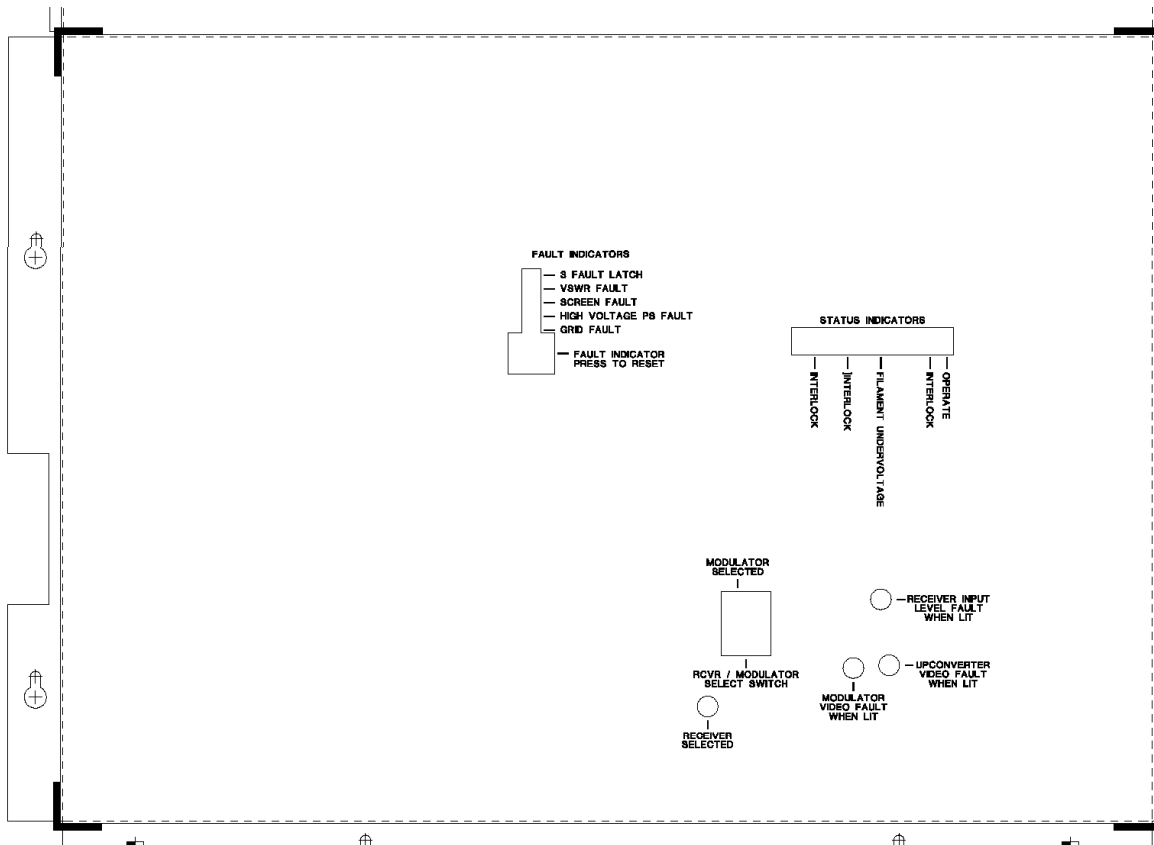 FAULT INDICATORS
3 FAULT LATCH
VSWR FAULT
SCREEN FAULT
HIGH VOLTAGE PS FAULT
GRID FAULT
FAULT INDICATOR
PRESS TO RESET
STATUS INDICATORS
INTERLOCK
]INTERLOCK
FILAMENT UNDERVOLTAGE
INTERLOCK
OPERATE
MODULATOR
SELECTED
RCVR / MODULATOR
SELECT SWITCH
RECEIVER
SELECTED
RECEIVER INPUT
LEVEL FAULT
WHEN LIT
UPCONVERTER
VIDEO FAULT
WHEN LIT
MODULATOR
VIDEO FAULT
WHEN LIT